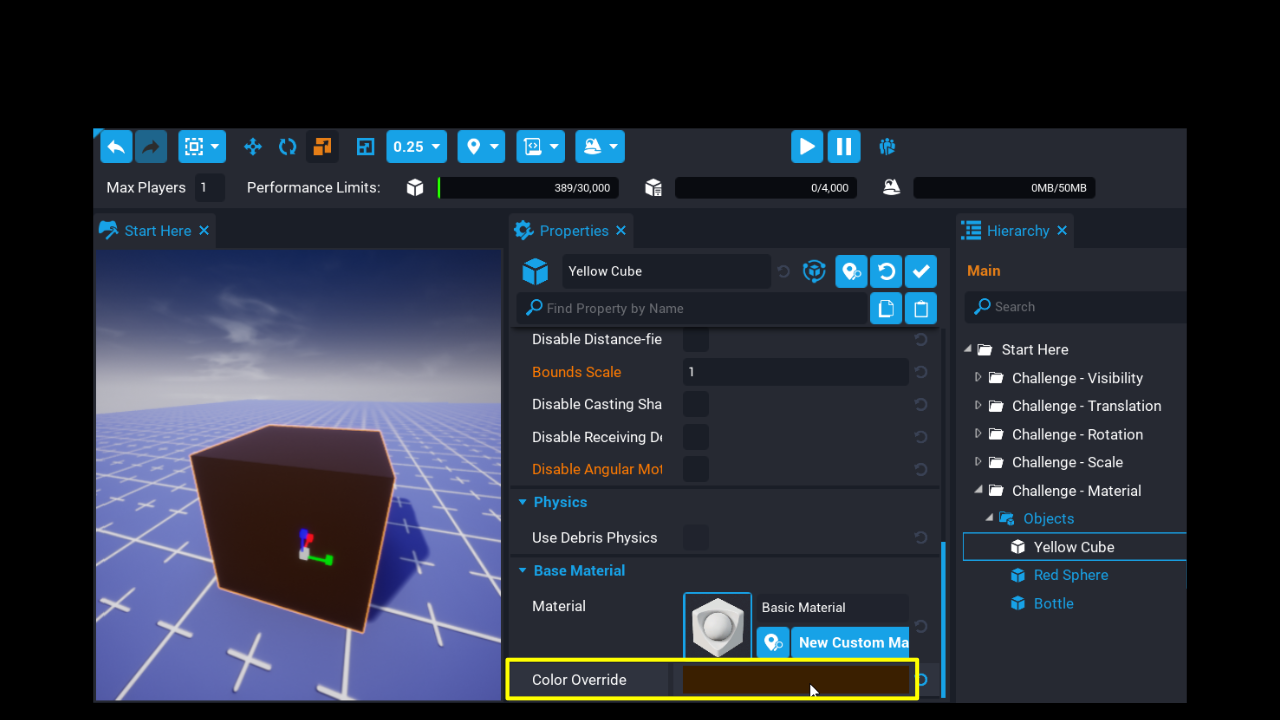 0.25
Max Players 1 Performance Limits: 389/30,000 0/4,000 0MB/50MB
Start Here
Properties
Hierarchy
Yellow Cube
Find Property by Name
Disable Distance-fie
Bounds Scale 1
Disable Casting Sha
Disable Receiving De
Disable Angular Mot
Physics
Use Debris Physics
Base Material
Material Basic Material
New Custom Ma
Color Override
Main
Search
Start Here
Challenge - Visibility
Challenge - Translation
Challenge - Rotation
Challenge - Scale
Challenge - Material
Objects
Yellow Cube
Red Sphere
Bottle